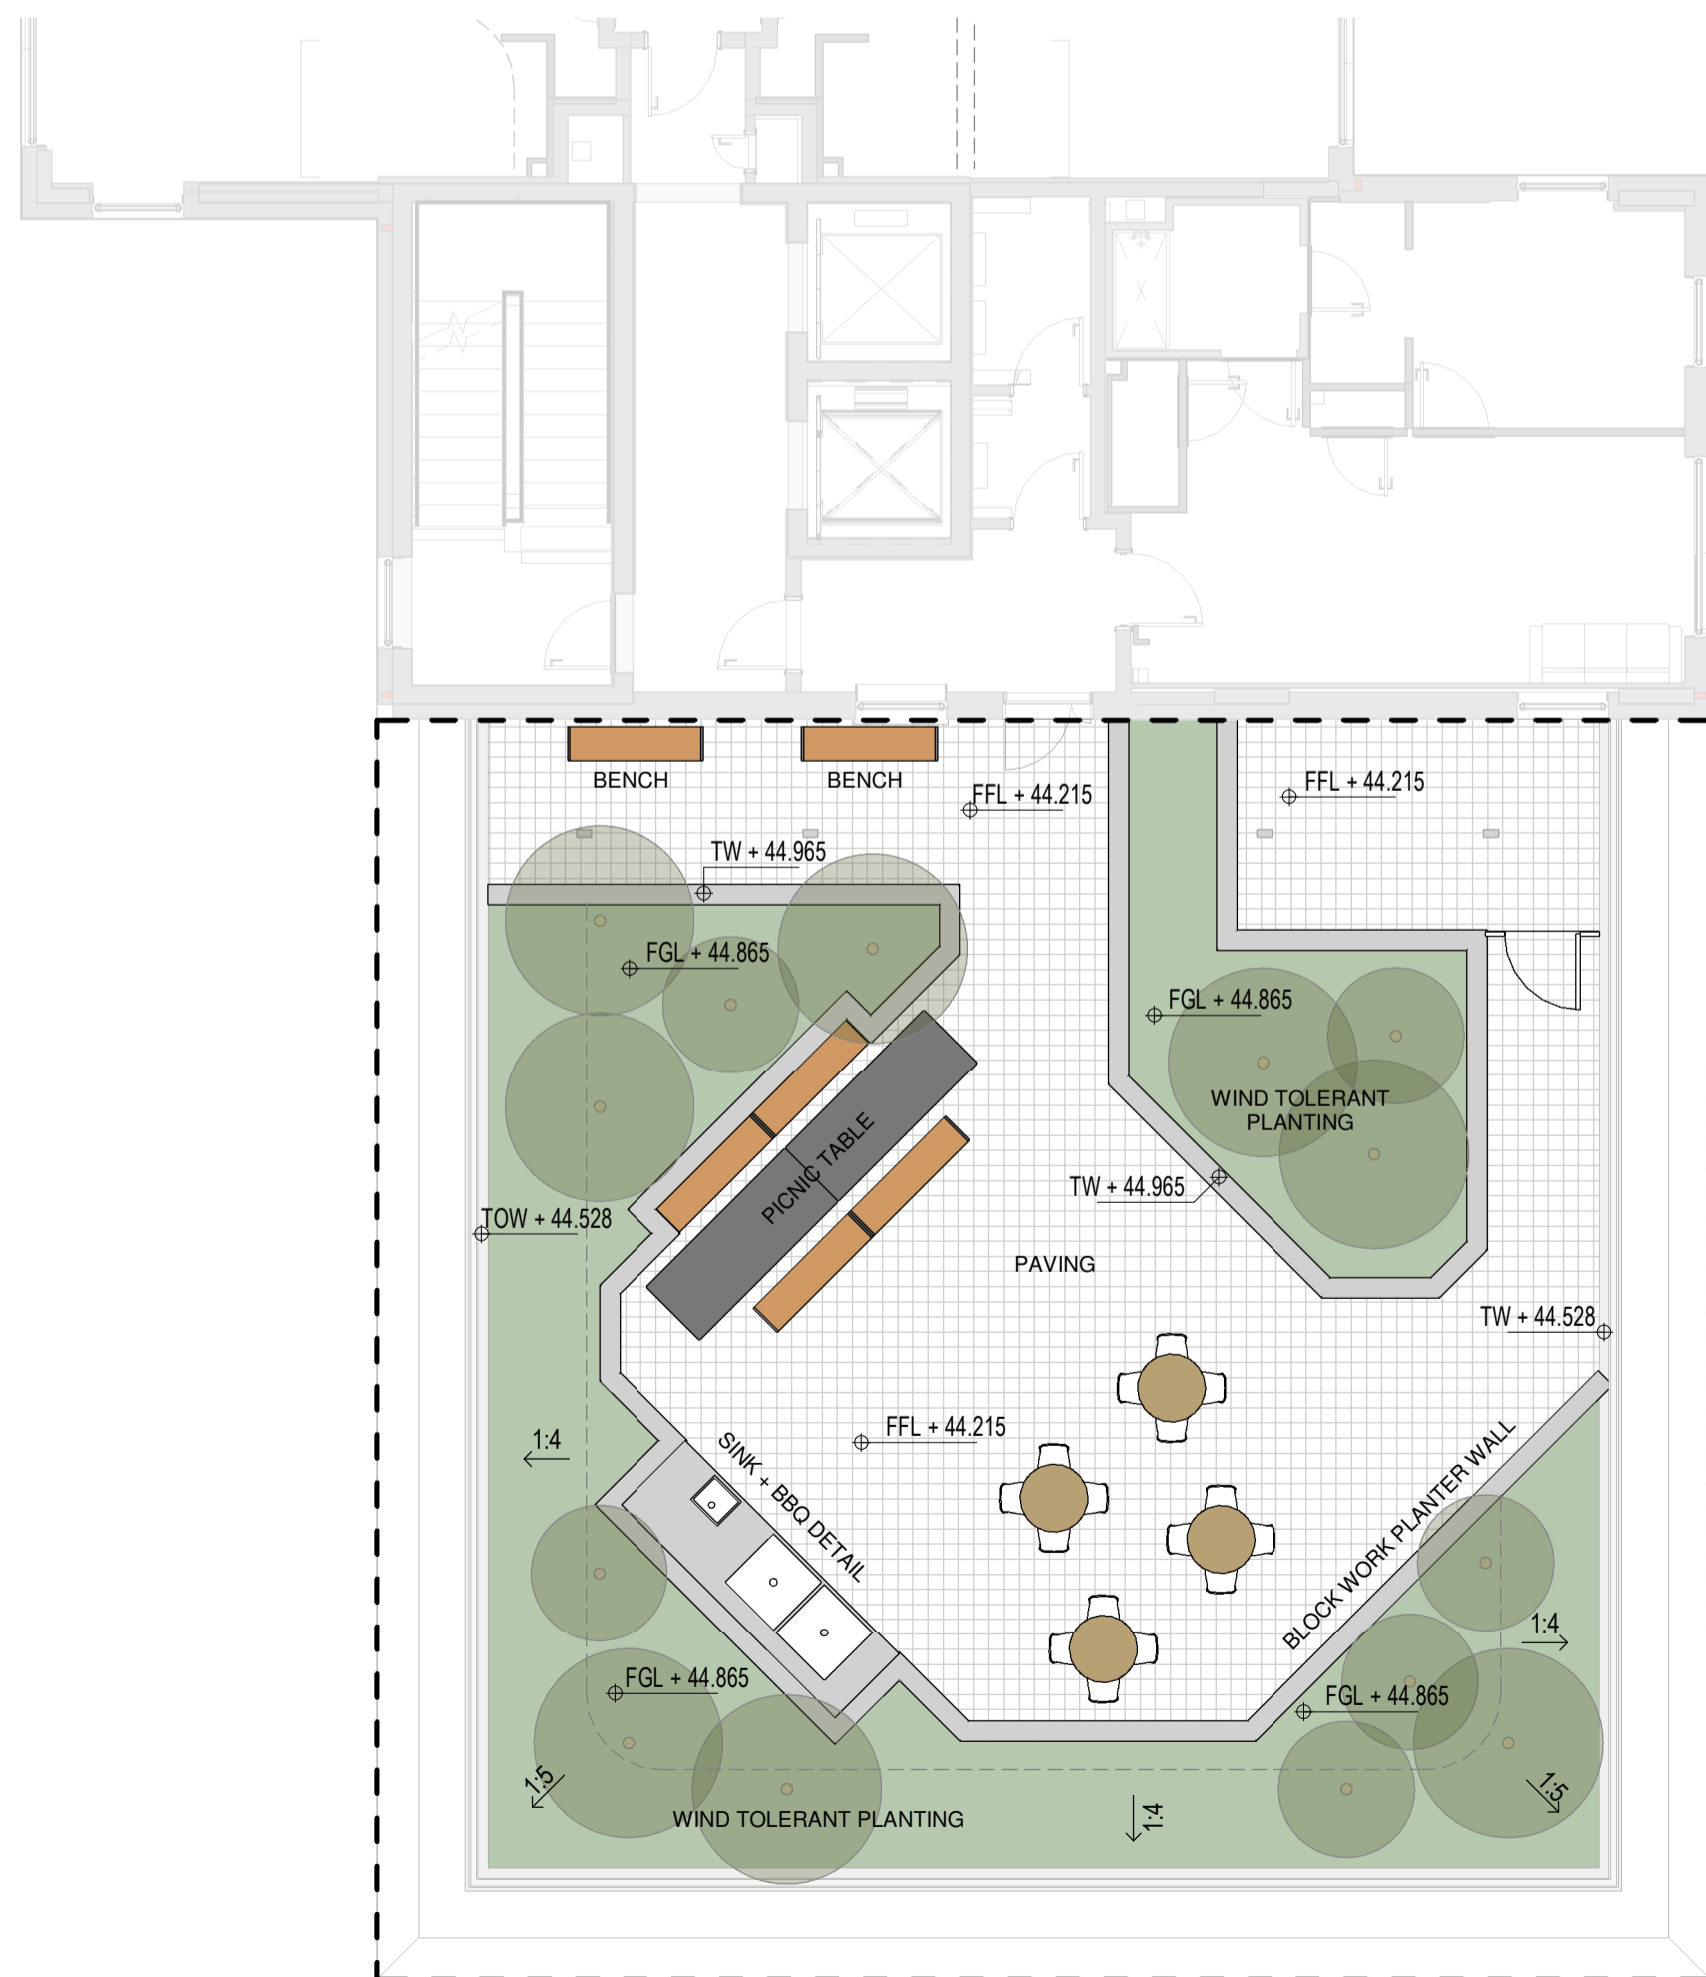 BENCH
BENCH
FFL + 44.215
FFL + 44.215
TW + 44.965
FGL + 44.865
FGL + 44.865
WIND TOLERANT
PLANTING
PICNIC TABLE
TW + 44.965
TOW + 44.528
PAVING
TW + 44.528
1:4
SINK + BBQ DETAIL
FFL + 44.215
BLOCK WORK PLANTER WALL
1:4
FGL + 44.865
FGL + 44.865
1:5
WIND TOLERANT PLANTING
1:4
1:5